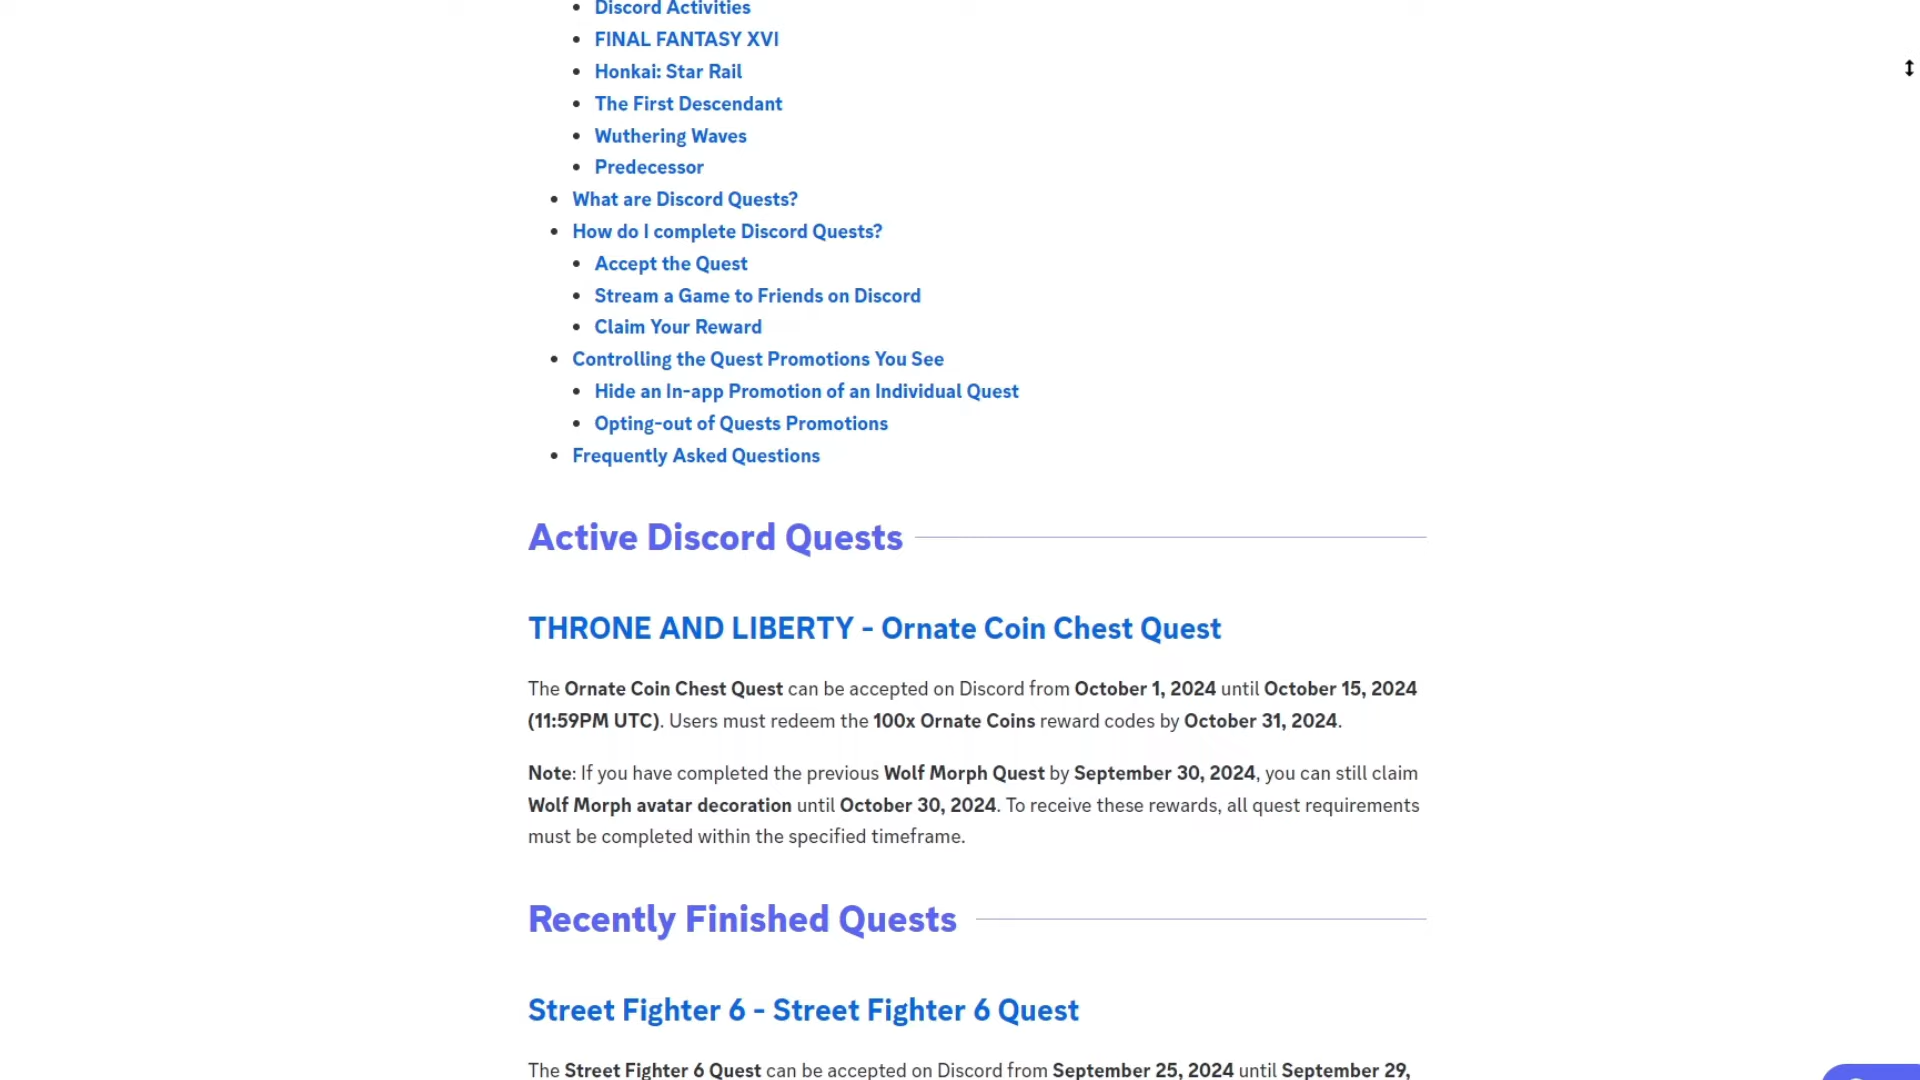 Discord Activities
FINAL FANTASY XVI
Honkai: Star Rail
The First Descendant
Wuthering Waves
Predecessor
What are Discord Quests?
How do I complete Discord Quests?
Accept the Quest
Stream a Game to Friends on Discord
Claim Your Reward
Controlling the Quest Promotions You See
Hide an In-app Promotion of an Individual Quest
Opting-out of Quests Promotions
Frequently Asked Questions
Active Discord Quests
THRONE AND LIBERTY - Ornate Coin Chest Quest
The Ornate Coin Chest Quest can be accepted on Discord from October 1, 2024 until October 15, 2024
(11:59PM UTC). Users must redeem the 100x Ornate Coins reward codes by October 31, 2024.
Note: If you have completed the previous Wolf Morph Quest by September 30, 2024, you can still claim
Wolf Morph avatar decoration until October 30, 2024. To receive these rewards, all quest requirements
must be completed within the specified timeframe.
Recently Finished Quests
Street Fighter 6 - Street Fighter 6 Quest
The Street Fighter 6 Quest can be accepted on Discord from September 25, 2024 until September 29,